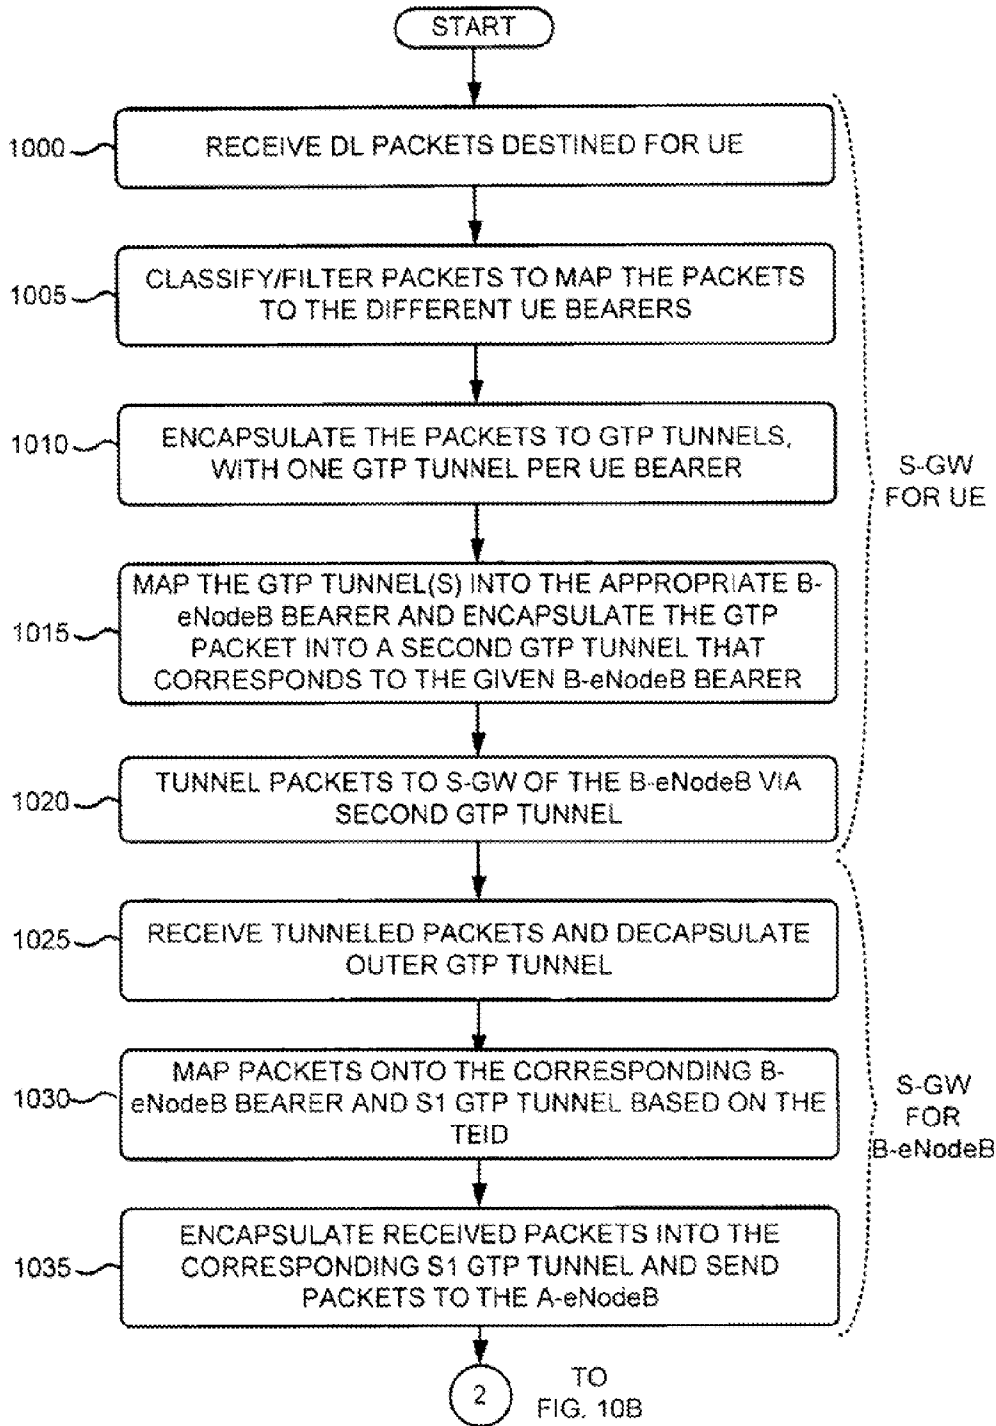 START
1000
RECEIVE DL PACKETS DESTINED FOR UE
1005
CLASSIFY/FILTER PACKETS TO MAP THE PACKETS
TO THE DIFFERENT UE BEARERS
1010
ENCAPSULATE THE PACKETS TO GTP TUNNELS,
WITH ONE GTP TUNNEL PER UE BEARER
S-GW
FOR UE
1015
MAP THE GTP TUNNEL(S) INTO THE APPROPRIATE B-
eNodeB BEARER AND ENCAPSULATE THE GTP
PACKET INTO A SECOND GTP TUNNEL THAT
CORRESPONDS TO THE GIVEN B-eNodeB BEARER
1020
TUNNEL PACKETS TO S-GW OF THE B-eNodeB VIA
SECOND GTP TUNNEL
1025
RECEIVE TUNNELED PACKETS AND DECAPSULATE
OUTER GTP TUNNEL
1030
MAP PACKETS ONTO THE CORRESPONDING B-
eNodeB BEARER AND S1 GTP TUNNEL BASED ON THE
TEID
S-GW
FOR
B-eNodeB
1035
ENCAPSULATE RECEIVED PACKETS INTO THE
CORRESPONDING S1 GTP TUNNEL AND SEND
PACKETS TO THE A-eNodeB
2
TO
FIG. 10B